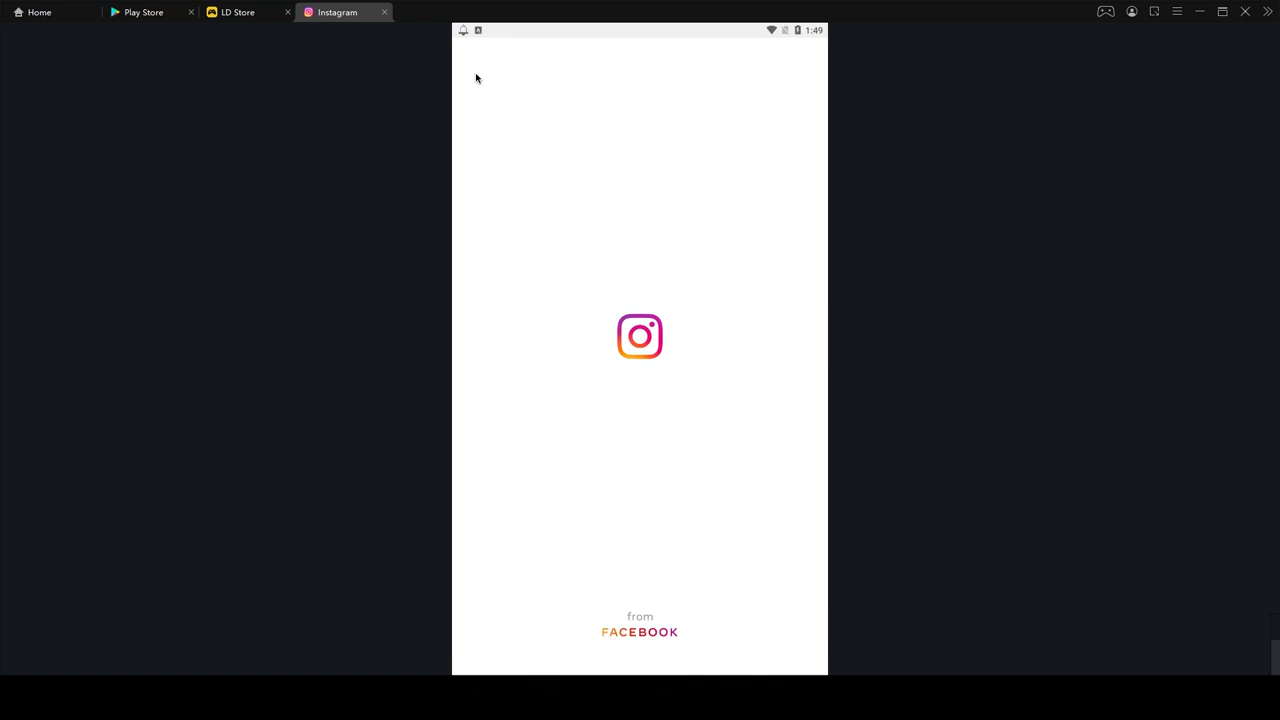 Home
Play Store
LD Store
Instagram
1:49
from
FACEBOOK